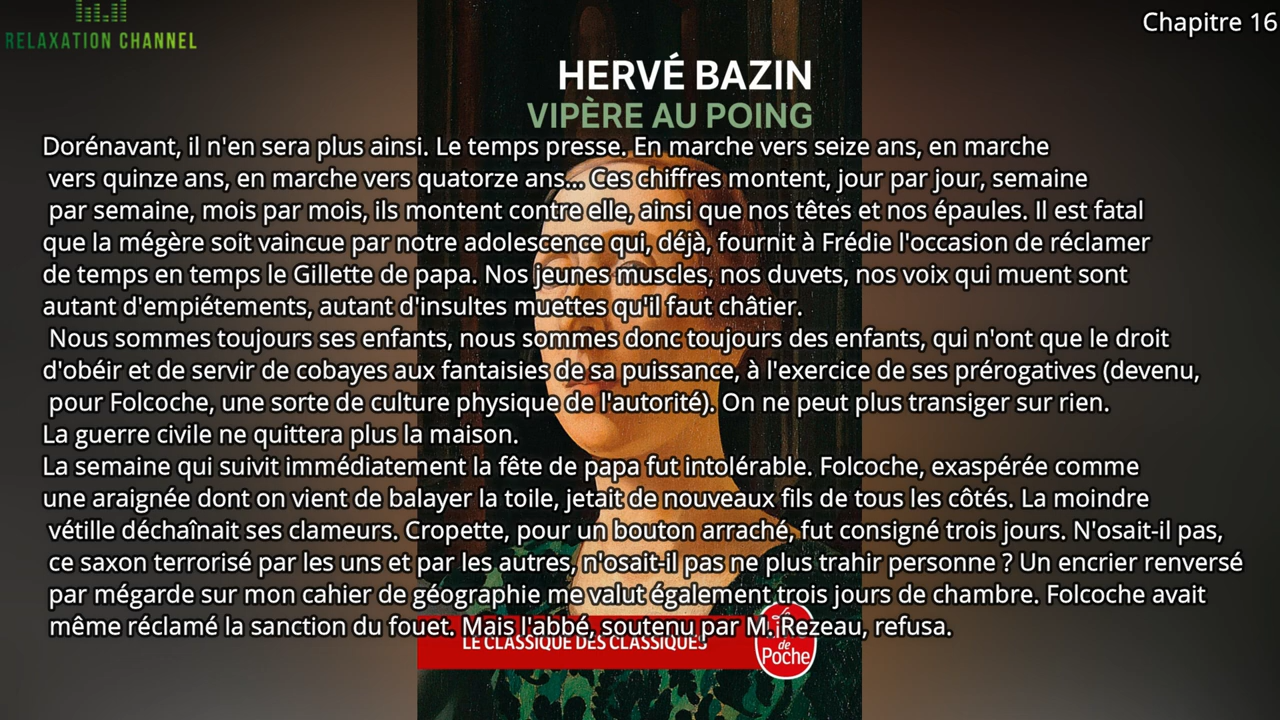 RELAXATION CHANNEL
Chapitre 16
HERVÉ BAZIN
VIPÈRE AU POING
Dorénavant, il n'en sera plus ainsi. Le temps presse. En marche vers seize ans, en marche
vers quinze ans, en marche vers quatorze ans... Ces chiffres montent, jour par jour, semaine
par semaine, mois par mois, ils montent contre elle, ainsi que nos têtes et nos épaules. Il est fatal
que la mégère soit vaincue par notre adolescence qui, déjà, fournit à Frédie l'occasion de réclamer
de temps en temps le Gillette de papa. Nos jeunes muscles, nos duvets, nos voix qui muent sont
autant d'empiétements, autant d'insultes muettes qu'il faut châtier.
Nous sommes toujours ses enfants, nous sommes donc toujours des enfants, qui n'ont que le droit
d'obéir et de servir de cobayes aux fantaisies de sa puissance, à l'exercice de ses prérogatives (devenu,
pour Folcoche, une sorte de culture physique de l'autorité). On ne peut plus transiger sur rien.
La guerre civile ne quittera plus la maison.
La semaine qui suivit immédiatement la fête de papa fut intolérable. Folcoche, exaspérée comme
une araignée dont on vient de balayer la toile, jetait de nouveaux fils de tous les côtés. La moindre
vétille déchaînait ses clameurs. Cropette, pour un bouton arraché, fut consigné trois jours. N'osait-il pas,
ce saxon terrorisé par les uns et par les autres, n'osait-il pas ne plus trahir personne ? Un encrier renversé
par mégarde sur mon cahier de géographie me valut également trois jours de chambre. Folcoche avait
même réclamé la sanction du fouet. Mais l'abbé, soutenu par M. Rezeau, refusa.
LE CLASSIQUE DES CLASSIQUES
de
Poche